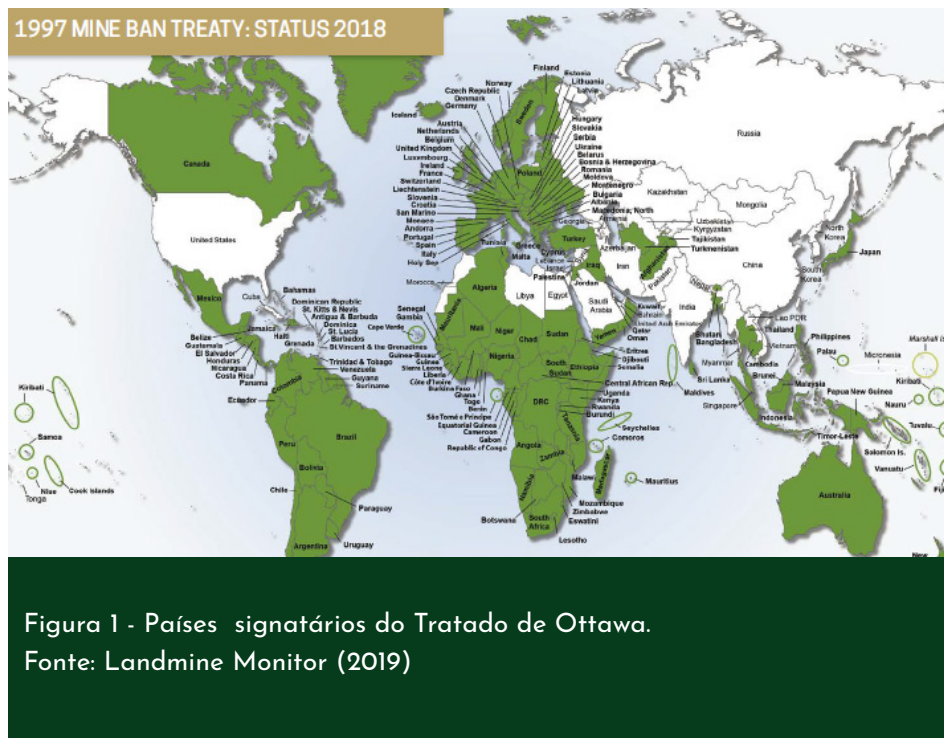 1997 MINE BAN TREATY: STATUS 2018
Finland
Norway
Czech Republic
Denmark
Germany
Iceland
Sweden
Estonia
Lithuania
Latvia
Austria
Netherlands
Belgium
United Kingdom
Luxembourg
Ireland
France
Switzerland
Liechtenstein
Slovenia
Croatia
San Marino
Monaco
Andorra
Portugal
Spain
Italy
Holy See
Poland
Hungary
Slovakia
Serbia
Ukraine
Belarus
Bosnia & Herzegovina
Romania
Moldova
Montenegro
Bulgaria
Albania
Macedonia, North
Armenia
Georgia
Azerbaijan
Russia
Kazakhstan
Mongolia
Uzbekistan
Kyrgyzstan
Tajikistan
Turkmenistan
North
Korea
South
Korea
Japan
China
Canada
United States
Mexico
Cuba
Bahamas
Dominican Republic
St. Kitts & Nevis
Antigua & Barbuda
Dominica
St. Lucia
Barbados
St.Vincent & the Grenadines
Trinidad & Tobago
Venezuela
Guyana
Suriname
Jamaica
Haiti
Grenada
Belize
Guatemala
El Salvador
Honduras
Nicaragua
Costa Rica
Panama
Colombia
Ecuador
Peru
Brazil
Bolivia
Chile
Paraguay
Argentina
Uruguay
Kiribati
Samoa
Niue
Tonga
Cook Islands
Tunisia
Malta
Greece
Turkey
Cyprus
Lebanon
Israel
Palestine
Jordan
Iraq
Iran
Afghanistan
Pakistan
Nepal
India
Kuwait
Bahrain
United Arab Emirates
Qatar
Oman
Saudi
Arabia
Yemen
Morocco
Algeria
Libya
Egypt
Mauritania
Mali
Niger
Chad
Sudan
Senegal
Gambia
Cape Verde
Guinea-Bissau
Guinea
Sierra Leone
Liberia
Côte d'Ivoire
Burkina Faso
Ghana
Togo
Benin
São Tomé e Príncipe
Equatorial Guinea
Cameroon
Gabon
Republic of Congo
Nigeria
South
Sudan
Ethiopia
Eritrea
Djibouti
Somalia
Central African Rep.
Uganda
Kenya
Rwanda
Burundi
DRC
Tanzania
Seychelles
Comoros
Angola
Zambia
Malawi
Madagascar
Mauritius
Mozambique
Zimbabwe
Eswatini
Namibia
Botswana
South
Africa
Lesotho
Bhutan
Bangladesh
Myanmar
Sri Lanka
Maldives
Lao PDR
Thailand
Vietnam
Cambodia
Brunei
Malaysia
Singapore
Indonesia
Timor-Leste
Philippines
Palau
Micronesia
Marshall Is
Kiribati
Papua New Guinea
Nauru
Tuvalu
Solomon Is.
Vanuatu
Australia
New
Figura 1 - Países signatários do Tratado de Ottawa.
Fonte: Landmine Monitor (2019)